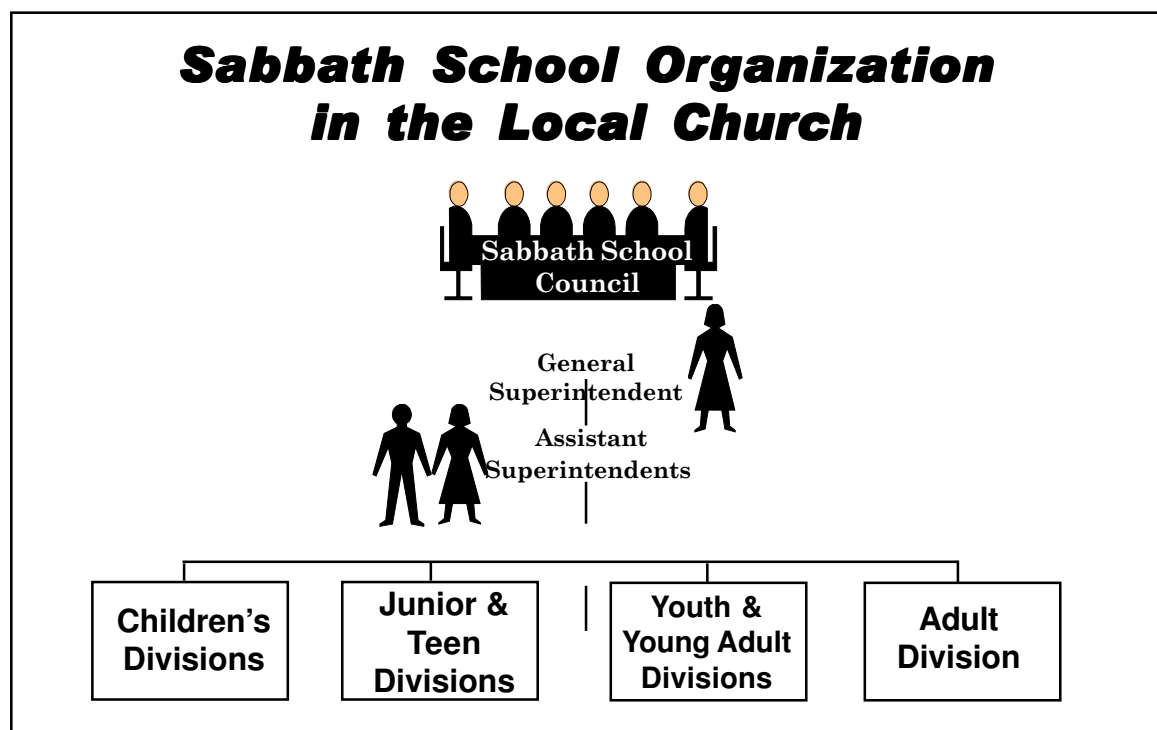 Sabbath School Organization
in the Local Church
Sabbath School
Council
General
Superintendent
Assistant
Superintendents
Children's
Divisions
Junior &
Teen
Divisions
Youth &
Young Adult
Divisions
Adult
Division